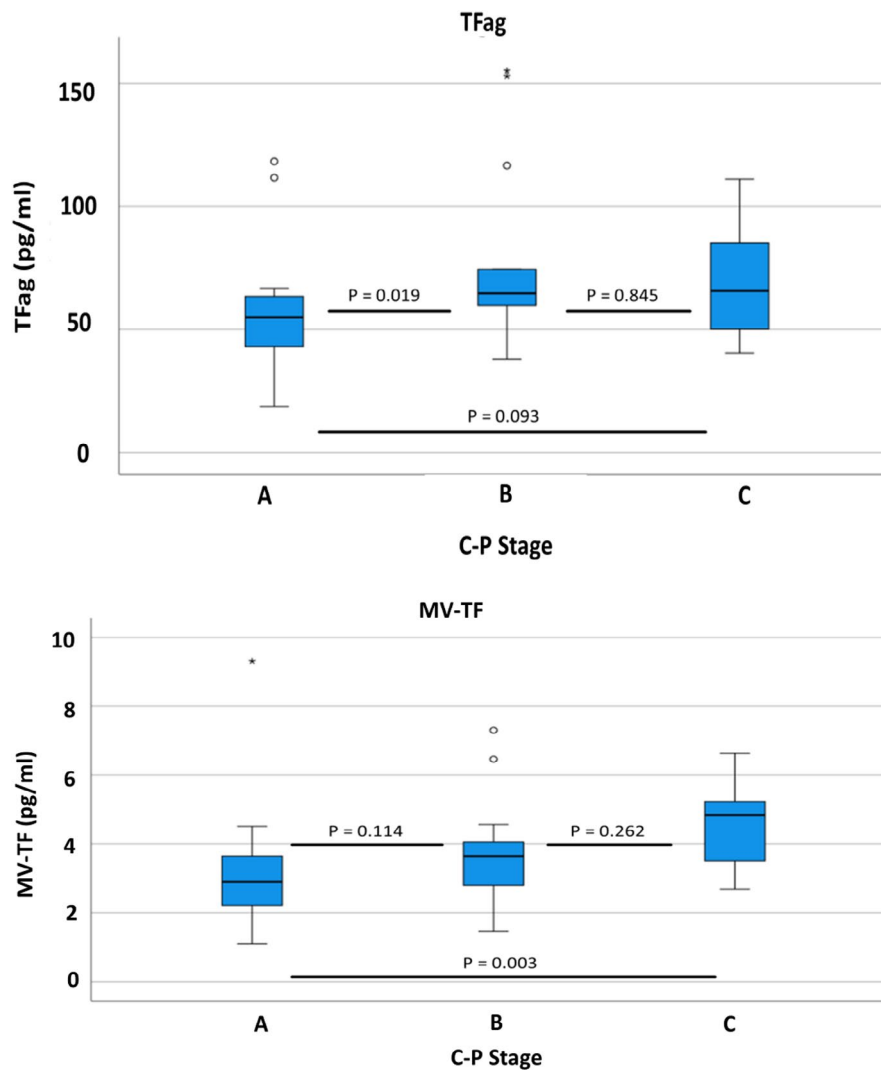 TFag
150
100
50
0
TFag (pg/ml)
P = 0.019
P = 0.845
P = 0.093
A B C
C-P Stage
MV-TF
10
8
6
4
2
0
MV-TF (pg/ml)
P = 0.114
P = 0.262
P = 0.003
A B C
C-P Stage